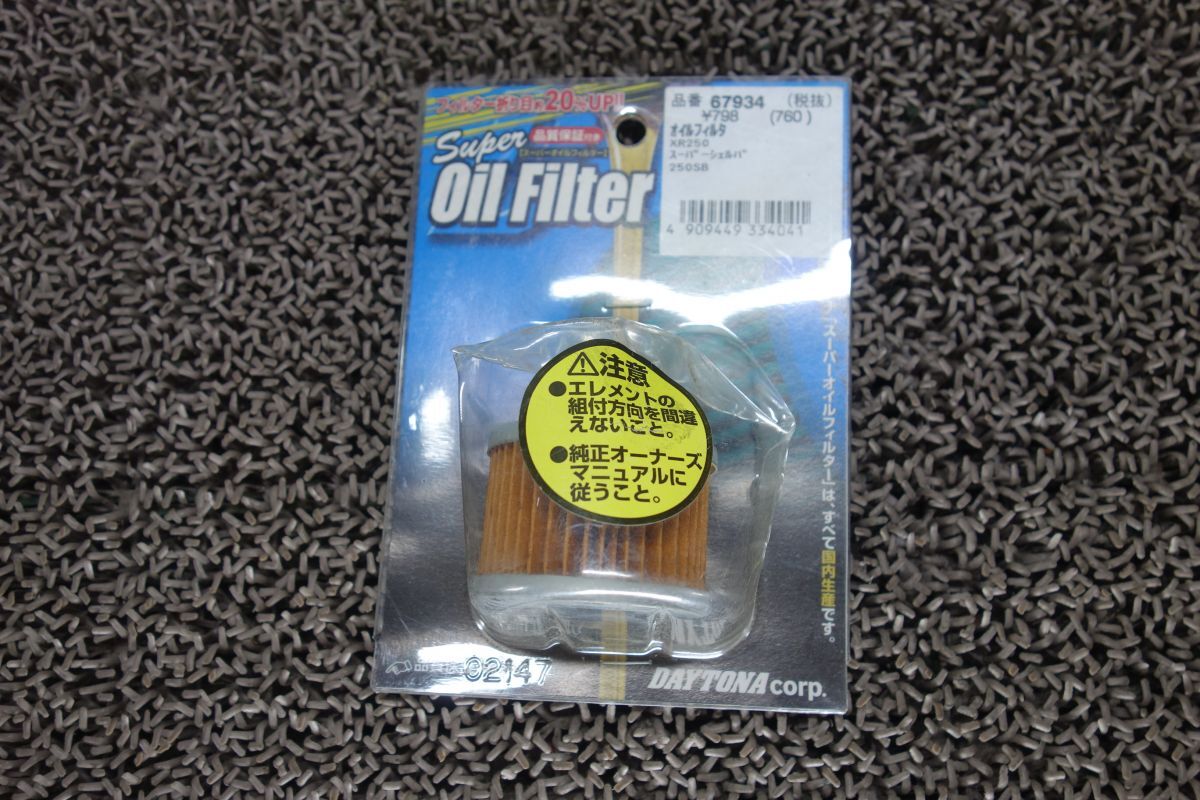 フィルター折り目約20%UP!!
Super
品質保証付き
【スーパーオイルフィルター】
Oil Filter
品番 67934 (税抜)
¥798 (760)
オイルフィルタ
XR250
スーパーシェルパ
250SB
4 909449 334041
⚠注意
●エレメントの
組付方向を間違
えないこと。
●純正オーナーズ
マニュアルに
従うこと。
スーパーオイルフィルター」は、すべて国内生産です。
02147
DAYTONA corp.